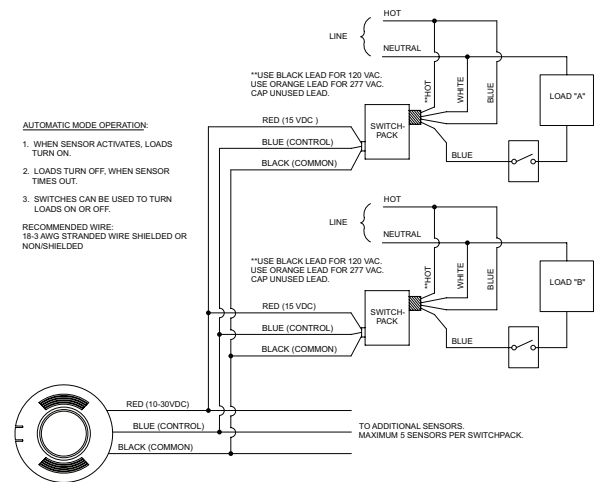 HOT
LINE
NEUTRAL
**USE BLACK LEAD FOR 120 VAC.
USE ORANGE LEAD FOR 277 VAC.
CAP UNUSED LEAD.
**HOT
WHITE
BLUE
LOAD "A"
RED (15 VDC )
SWITCH-
PACK
BLUE (CONTROL)
BLACK (COMMON)
BLUE
AUTOMATIC MODE OPERATION:
1. WHEN SENSOR ACTIVATES, LOADS
TURN ON.
2. LOADS TURN OFF, WHEN SENSOR
TIMES OUT.
3. SWITCHES CAN BE USED TO TURN
LOADS ON OR OFF.
RECOMMENDED WIRE:
18-3 AWG STRANDED WIRE SHIELDED OR
NON/SHIELDED
HOT
LINE
NEUTRAL
**USE BLACK LEAD FOR 120 VAC.
USE ORANGE LEAD FOR 277 VAC.
CAP UNUSED LEAD.
**HOT
WHITE
BLUE
LOAD "B"
RED (15 VDC)
SWITCH-
PACK
BLUE (CONTROL)
BLACK (COMMON)
BLUE
RED (10-30VDC)
BLUE (CONTROL)
BLACK (COMMON)
TO ADDITIONAL SENSORS.
MAXIMUM 5 SENSORS PER SWITCHPACK.